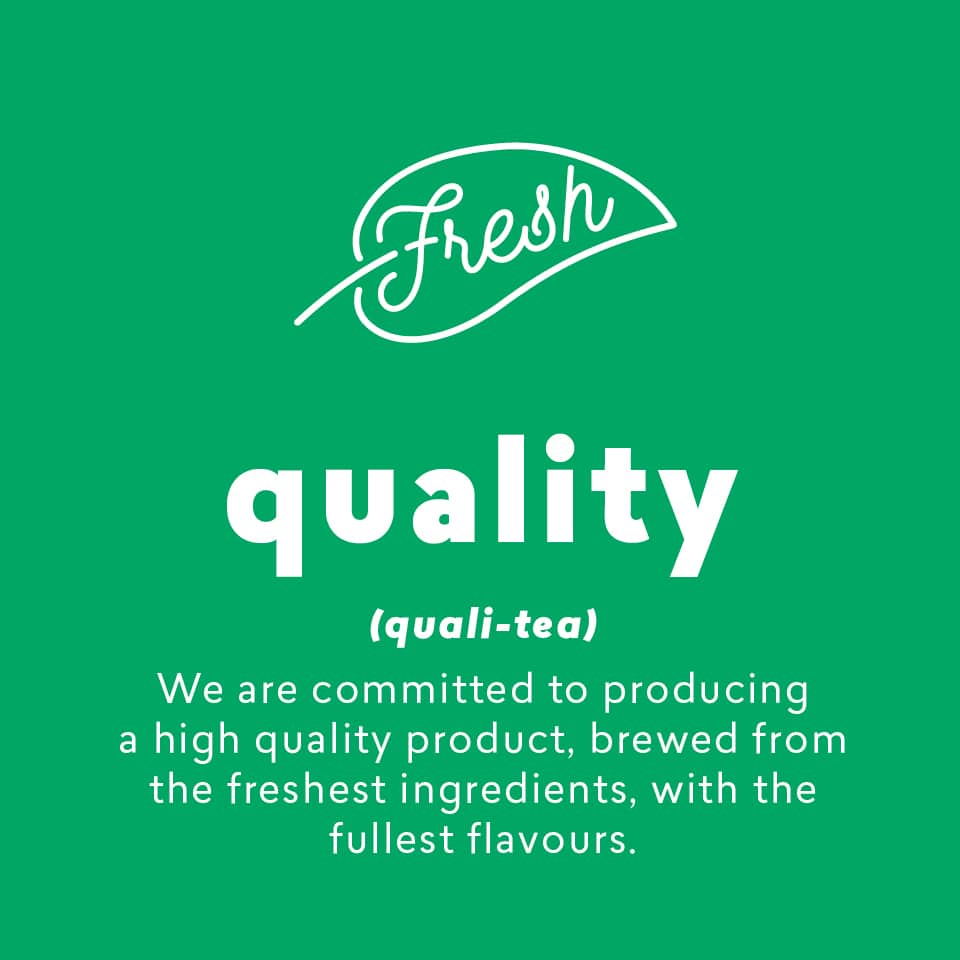 Fresh
quality
(quali-tea)
We are committed to producing
a high quality product, brewed from
the freshest ingredients, with the
fullest flavours.